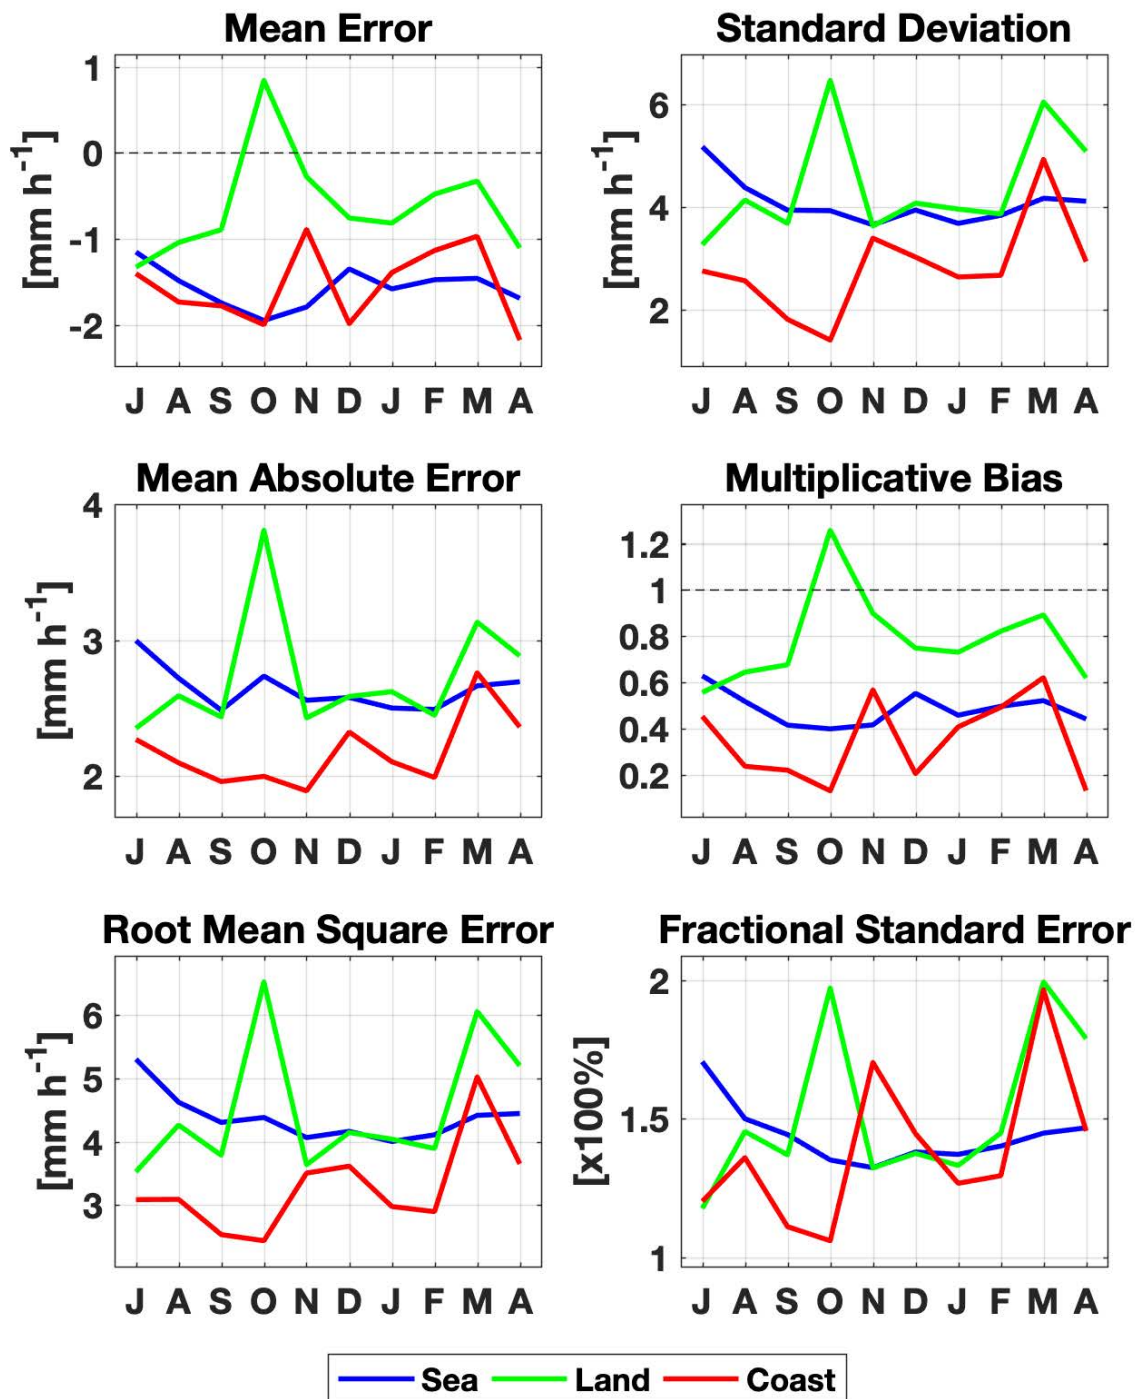 Mean Error
[mm h-1]
1
0
-1
-2
J A S O N D J F M A
Standard Deviation
[mm h-1]
6
4
2
J A S O N D J F M A
Mean Absolute Error
[mm h-1]
4
3
2
J A S O N D J F M A
Multiplicative Bias
1.2
1
0.8
0.6
0.4
0.2
J A S O N D J F M A
Root Mean Square Error
[mm h-1]
6
5
4
3
J A S O N D J F M A
Fractional Standard Error
[x100%]
2
1.5
1
J A S O N D J F M A
Sea Land Coast